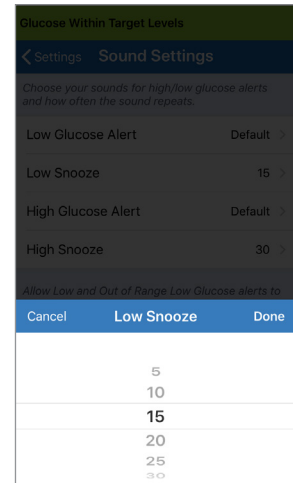 Glucose Within Target Levels
Settings Sound Settings
Choose your sounds for high/low glucose alerts
and how often the sound repeats.
Low Glucose Alert Default
Low Snooze 15
High Glucose Alert Default
High Snooze 30
Allow Low and Out of Range Low Glucose alerts to
Cancel Low Snooze Done
5
10
15
20
25
30